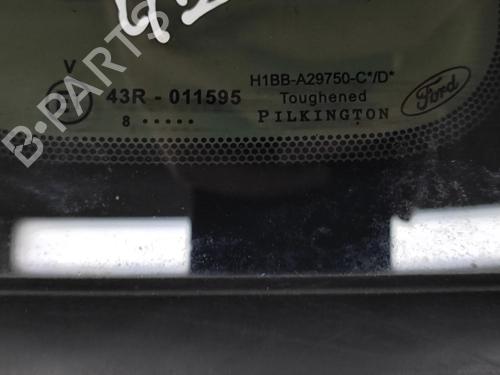 V
43R - 011595
8 •••••
H1BB-A29750-C*/D*
Toughened
PILKINGTON
Ford
B-PARTS